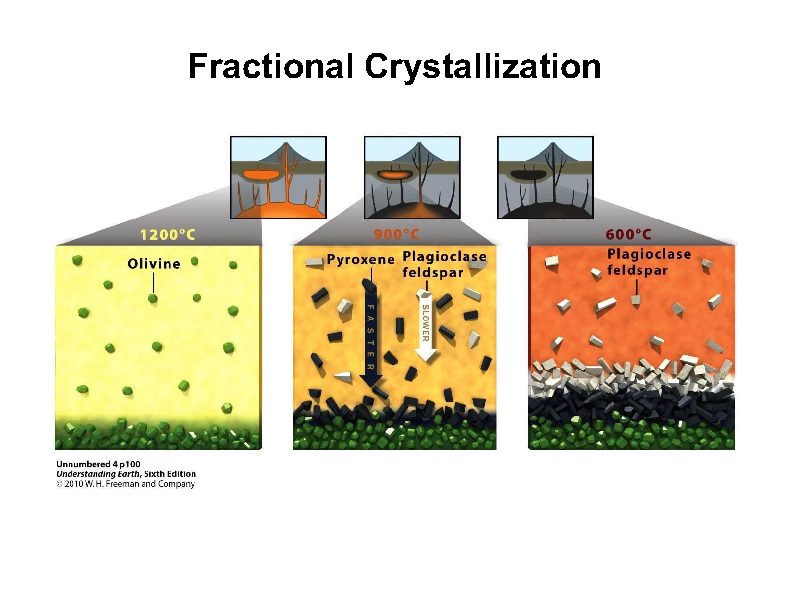 Fractional Crystallization
1200°C
900°C
600°C
Olivine
Pyroxene
Plagioclase
feldspar
FASTER
SLOWER
Plagioclase
feldspar
Unnumbered 4 p100
Understanding Earth, Sixth Edition
© 2010 W. H. Freeman and Company